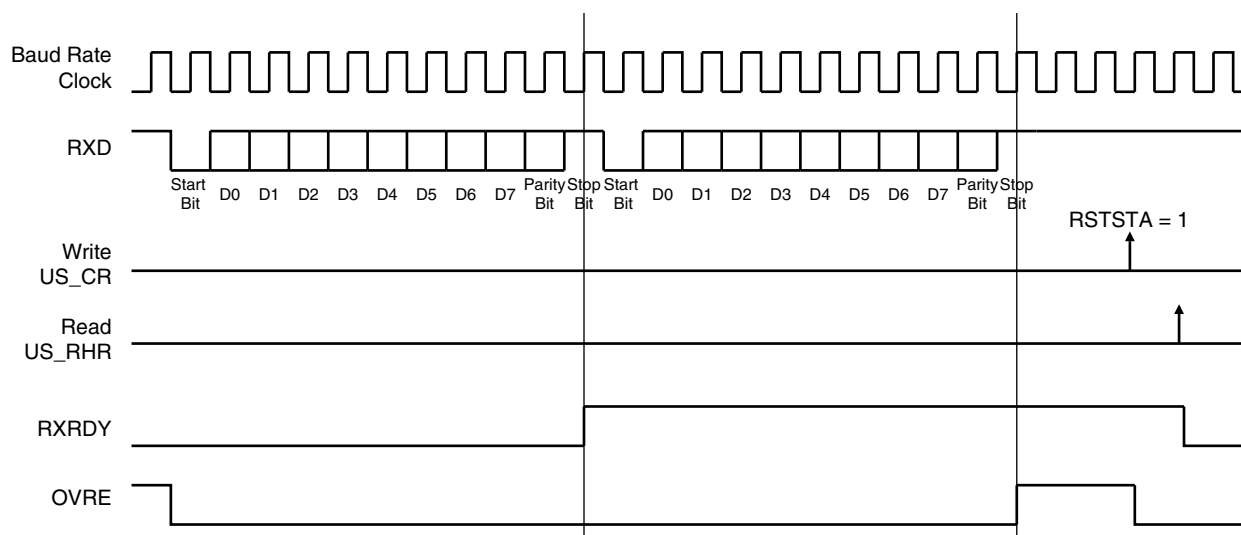 Baud Rate
Clock
RXD
Start
Bit
D0
D1
D2
D3
D4
D5
D6
D7
Parity
Bit
Stop
Bit
Start
Bit
D0
D1
D2
D3
D4
D5
D6
D7
Parity
Bit
Stop
Bit
RSTSTA = 1
Write
US_CR
Read
US_RHR
RXRDY
OVRE